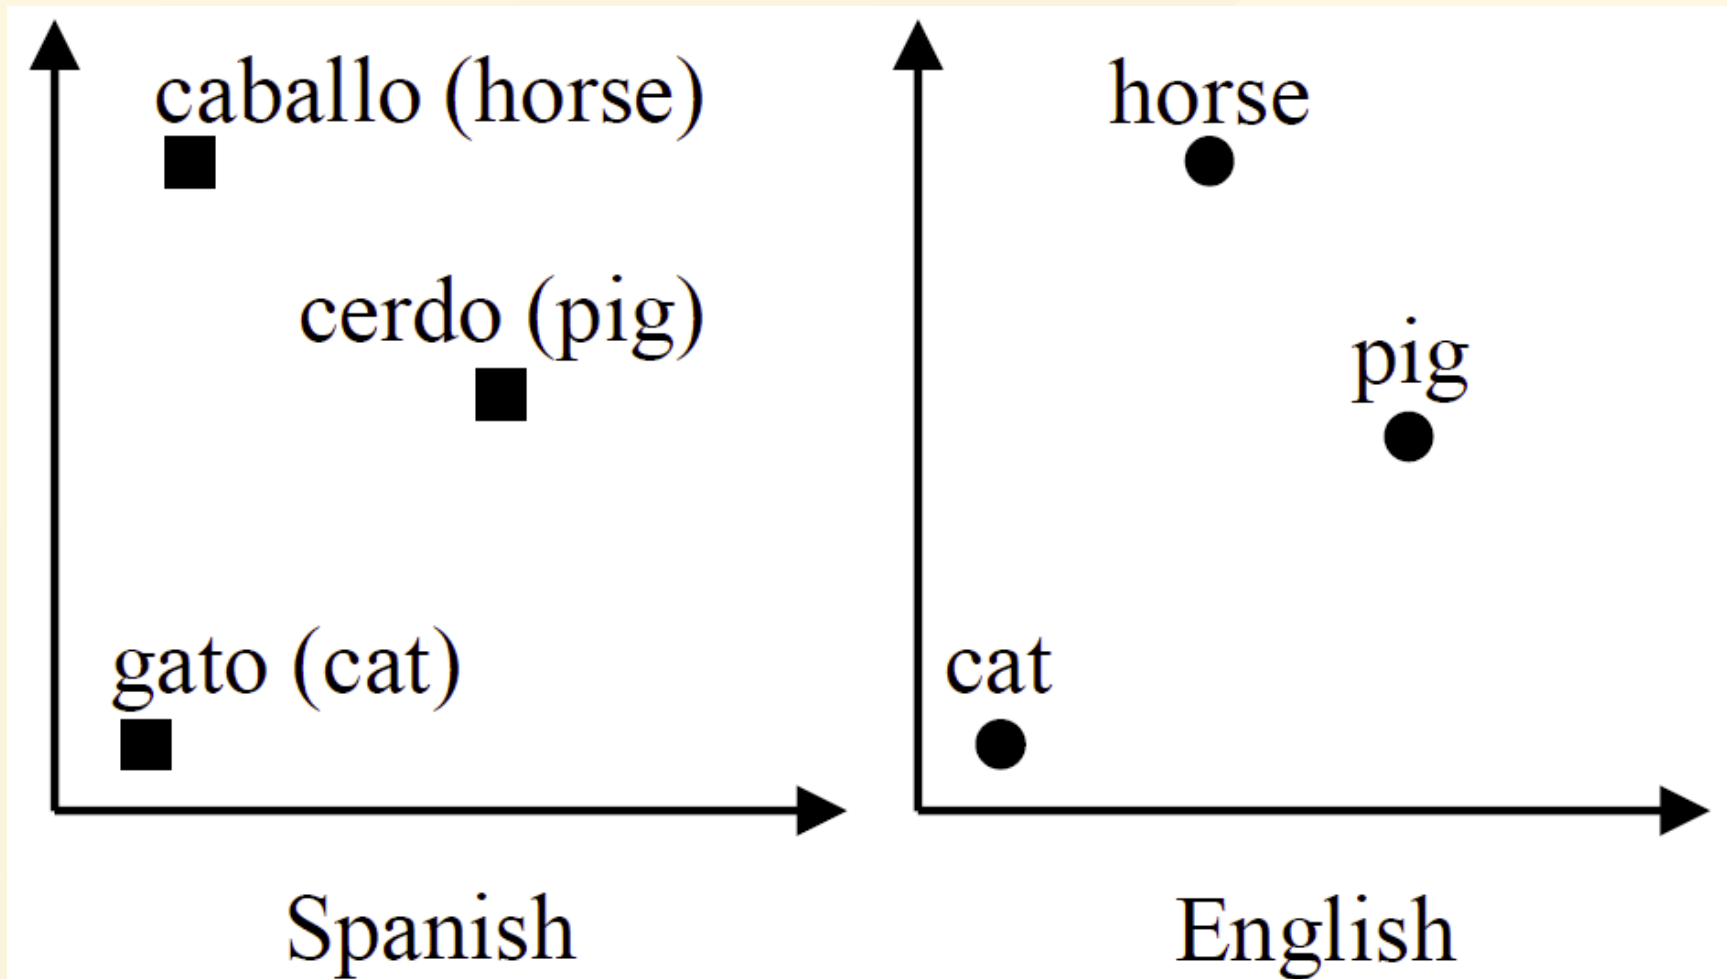 caballo (horse)
cerdo (pig)
gato (cat)
Spanish
horse
pig
cat
English